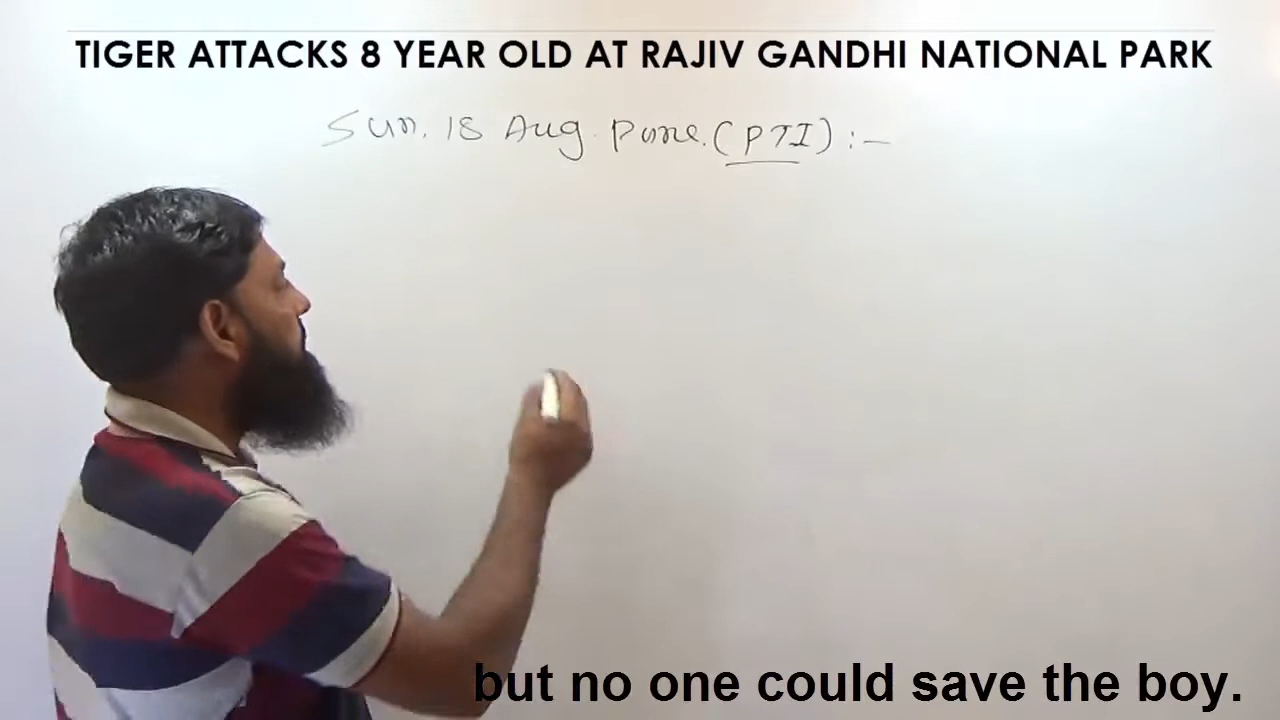 TIGER ATTACKS 8 YEAR OLD AT RAJIV GANDHI NATIONAL PARK
Sun. 18 Aug. Pune. (PTI) :-
but no one could save the boy.